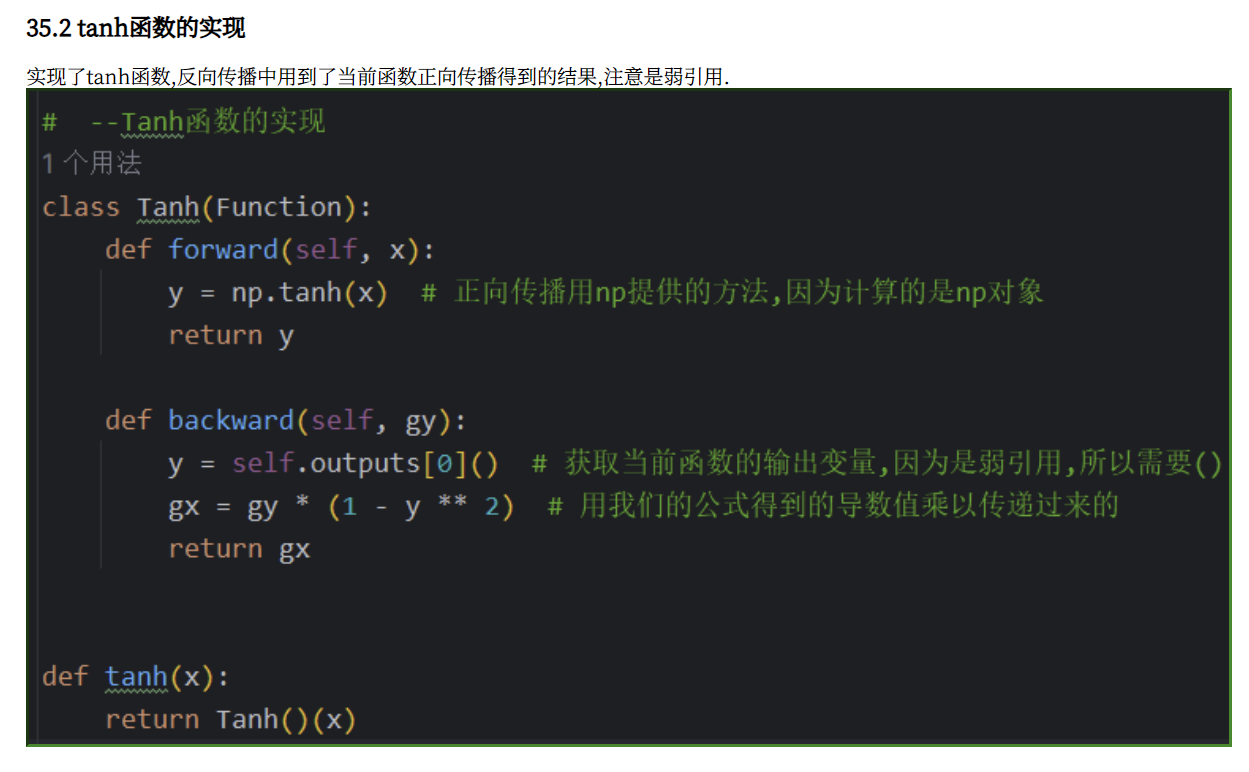 35.2 tanh函数的实现
实现了tanh函数,反向传播中用到了当前函数正向传播得到的结果,注意是弱引用.
#  --Tanh函数的实现
1 个用法
class Tanh(Function):
    def forward(self, x):
        y = np.tanh(x)  # 正向传播用np提供的方法,因为计算的是np对象
        return y
    def backward(self, gy):
        y = self.outputs[0]()  # 获取当前函数的输出变量,因为是弱引用,所以需要()
        gx = gy * (1 - y ** 2)  # 用我们的公式得到的导数值乘以传递过来的
        return gx
def tanh(x):
    return Tanh()(x)